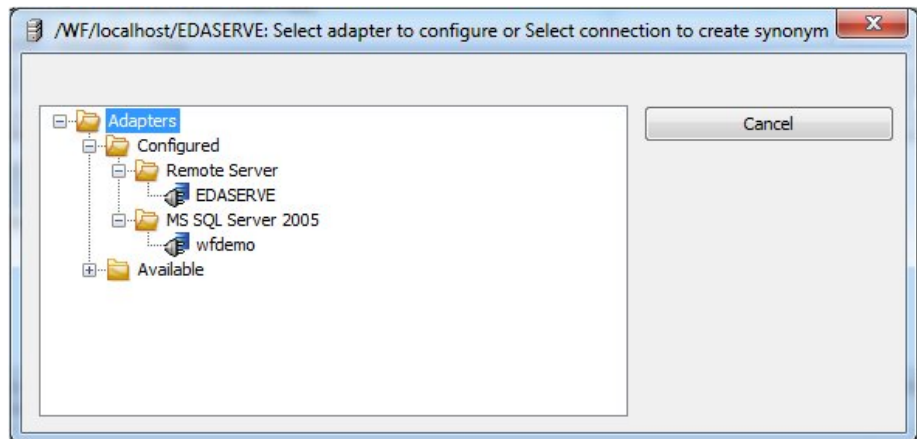 /WF/localhost/EDASERVE: Select adapter to configure or Select connection to create synonym
Adapters
Cancel
Configured
Remote Server
EDASERVE
MS SQL Server 2005
wfdemo
Available